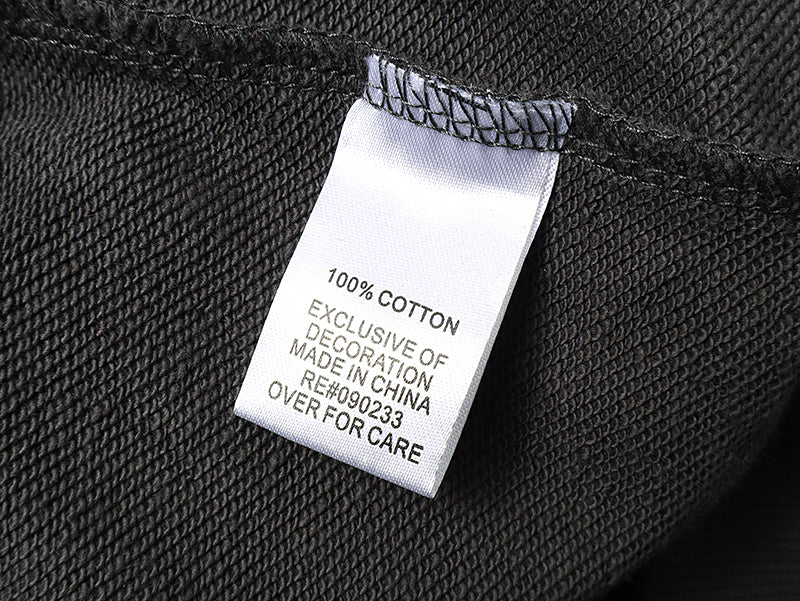 100% COTTON
EXCLUSIVE OF
DECORATION
MADE IN CHINA
RE#090233
OVER FOR CARE